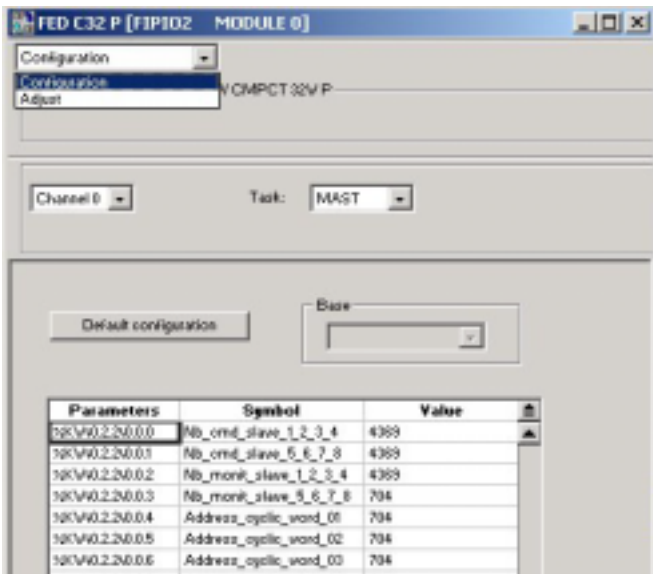 FED C32 P [FIPIO2 MODULE 0]
Configuration
Configuration
Adjust
CMPCT 32W P
Channel 0
Task: MAST
Default configuration
Base
Parameters Symbol Value
%KW\0.2.2\0.0.0 Nb_cmd_slave_1_2_3_4 4369
%KW\0.2.2\0.0.1 Nb_cmd_slave_5_6_7_8 4369
%KW\0.2.2\0.0.2 Nb_monit_slave_1_2_3_4 4369
%KW\0.2.2\0.0.3 Nb_monit_slave_5_6_7_8 704
%KW\0.2.2\0.0.4 Address_cyclic_word_01 704
%KW\0.2.2\0.0.5 Address_cyclic_word_02 704
%KW\0.2.2\0.0.6 Address_cyclic_word_03 704